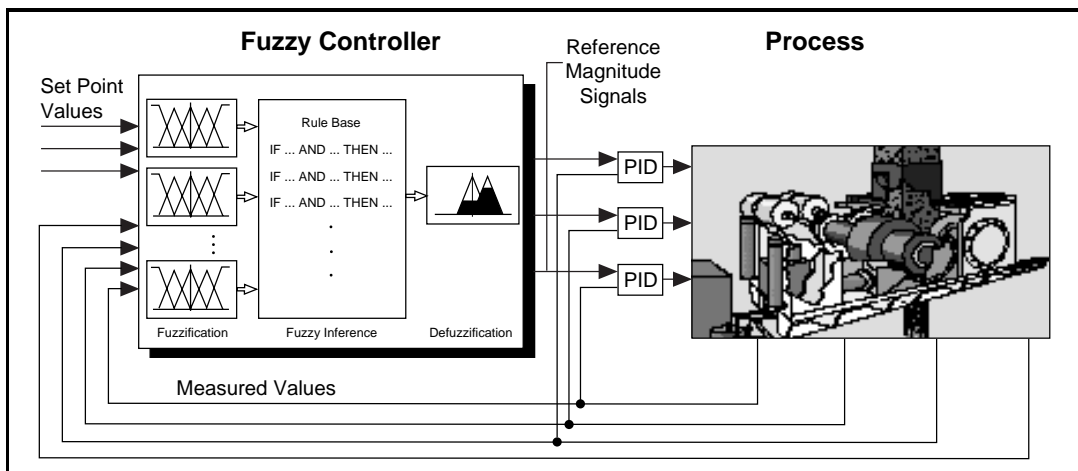 Fuzzy Controller
Reference
Magnitude
Signals
Process
Set Point
Values
Rule Base
IF ... AND ... THEN ...
IF ... AND ... THEN ...
IF ... AND ... THEN ...
.
.
.
PID
PID
PID
Fuzzification
Fuzzy Inference
Defuzzification
Measured Values